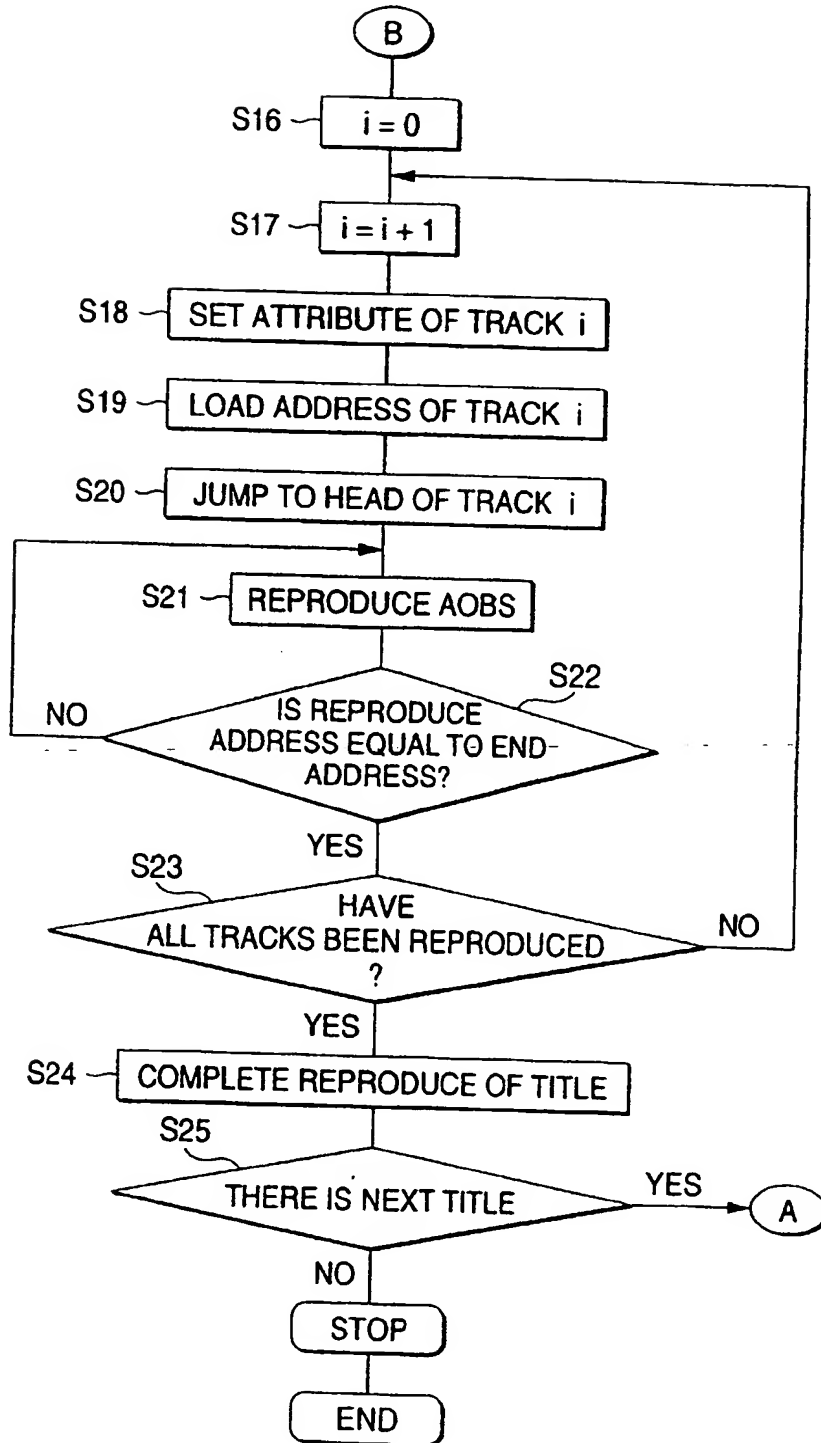 B
S16
i = 0
S17
i = i + 1
S18
SET ATTRIBUTE OF TRACK i
S19
LOAD ADDRESS OF TRACK i
S20
JUMP TO HEAD OF TRACK i
S21
REPRODUCE AOBS
S22
NO
IS REPRODUCE
ADDRESS EQUAL TO END
ADDRESS?
YES
S23
HAVE
ALL TRACKS BEEN REPRODUCED
?
NO
YES
S24
COMPLETE REPRODUCE OF TITLE
S25
THERE IS NEXT TITLE
YES
A
NO
STOP
END